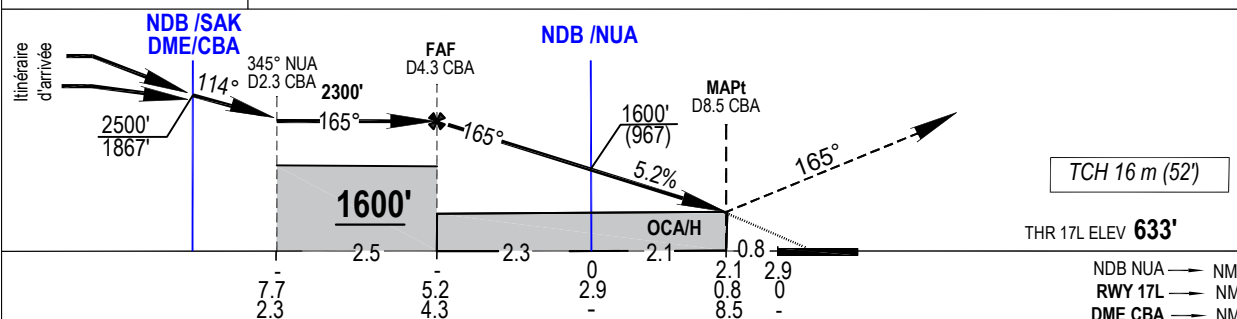 NDB /SAK
DME/CBA
NDB /NUA
Itinéraire
d'arrivée
114°
345° NUA
D2.3 CBA
FAF
D4.3 CBA
2300'
165°
165°
2500'
1867'
1600'
(967)
MAPt
D8.5 CBA
5.2%
165°
TCH 16 m (52')
1600'
OCA/H
THR 17L ELEV 633'
2.5 2.3 2.1 0.8
- - 0 2.1 2.9
7.7 5.2 2.9 0.8 0
2.3 4.3 - 8.5 -
NDB NUA NM
RWY 17L NM
DME CBA NM